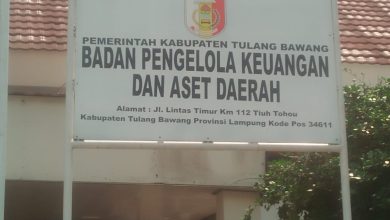 PEMERINTAH KABUPATEN TULANG BAWANG
BADAN PENGELOLA KEUANGAN
DAN ASET DAERAH
Alamat : Jl. Lintas Timur Km 112 Tiuh Tohou
Kabupaten Tulang Bawang Provinsi Lampung Kode Pos 34611